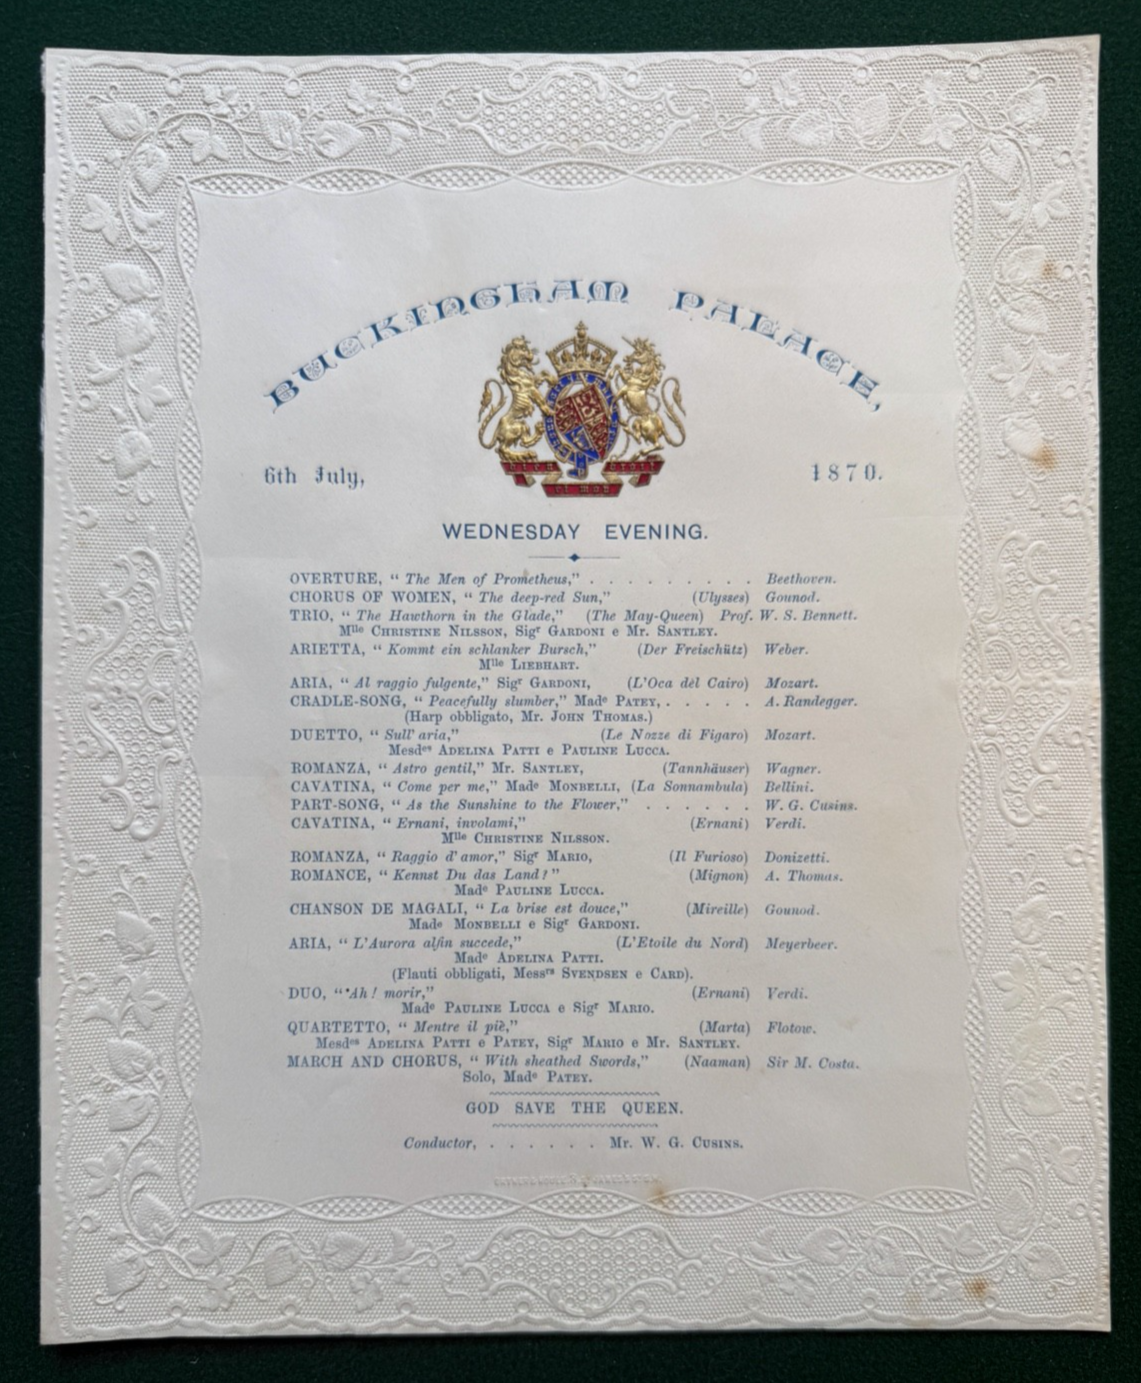 BUCKINGHAM PALACE,
6th July, 1870.
WEDNESDAY EVENING.
OVERTURE, “ The Men of Prometheus,” . . . . . . . . . Beethoven.
CHORUS OF WOMEN, “ The deep-red Sun,” (Ulysses) Gounod.
TRIO, “ The Hawthorn in the Glade,” (The May-Queen) Prof. W. S. Bennett.
Mlle CHRISTINE NILSSON, Sigr GARDONI e Mr. SANTLEY.
ARIETTA, “ Kommt ein schlanker Bursch,” (Der Freischütz) Weber.
Mlle LIEBHART.
ARIA, “ Al raggio fulgente,” Sigr GARDONI, (L'Oca del Cairo) Mozart.
CRADLE-SONG, “ Peacefully slumber,” Made PATEY, . . . . . A. Randegger.
(Harp obbligato, Mr. JOHN THOMAS.)
DUETTO, “ Sull' aria,” (Le Nozze di Figaro) Mozart.
Mesdes ADELINA PATTI e PAULINE LUCCA.
ROMANZA, “ Astro gentil,” Mr. SANTLEY, (Tannhäuser) Wagner.
CAVATINA, “ Come per me,” Made MONBELLI, (La Sonnambula) Bellini.
PART-SONG, “ As the Sunshine to the Flower,” . . . . . . W. G. Cusins.
CAVATINA, “ Ernani, involami,” (Ernani) Verdi.
Mlle CHRISTINE NILSSON.
ROMANZA, “ Raggio d' amor,” Sigr MARIO, (Il Furioso) Donizetti.
ROMANCE, “ Kennst Du das Land ? ” (Mignon) A. Thomas.
Made PAULINE LUCCA.
CHANSON DE MAGALI, “ La brise est douce,” (Mireille) Gounod.
Made MONBELLI e Sigr GARDONI.
ARIA, “ L'Aurora alfin succede,” (L'Etoile du Nord) Meyerbeer.
Made ADELINA PATTI.
(Flauti obbligati, Messrs SVENDSEN e CARD).
DUO, “ Ah ! morir,” (Ernani) Verdi.
Made PAULINE LUCCA e Sigr MARIO.
QUARTETTO, “ Mentre il piè,” (Marta) Flotow.
Mesdes ADELINA PATTI e PATEY, Sigr MARIO e Mr. SANTLEY.
MARCH AND CHORUS, “ With sheathed Swords,” (Naaman) Sir M. Costa.
Solo, Made PATEY.
GOD SAVE THE QUEEN.
Conductor, . . . . . . Mr. W. G. CUSINS.